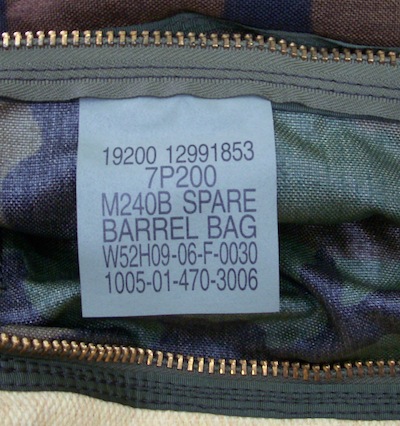 19200 12991853
7P200
M240B SPARE
BARREL BAG
W52H09-06-F-0030
1005-01-470-3006